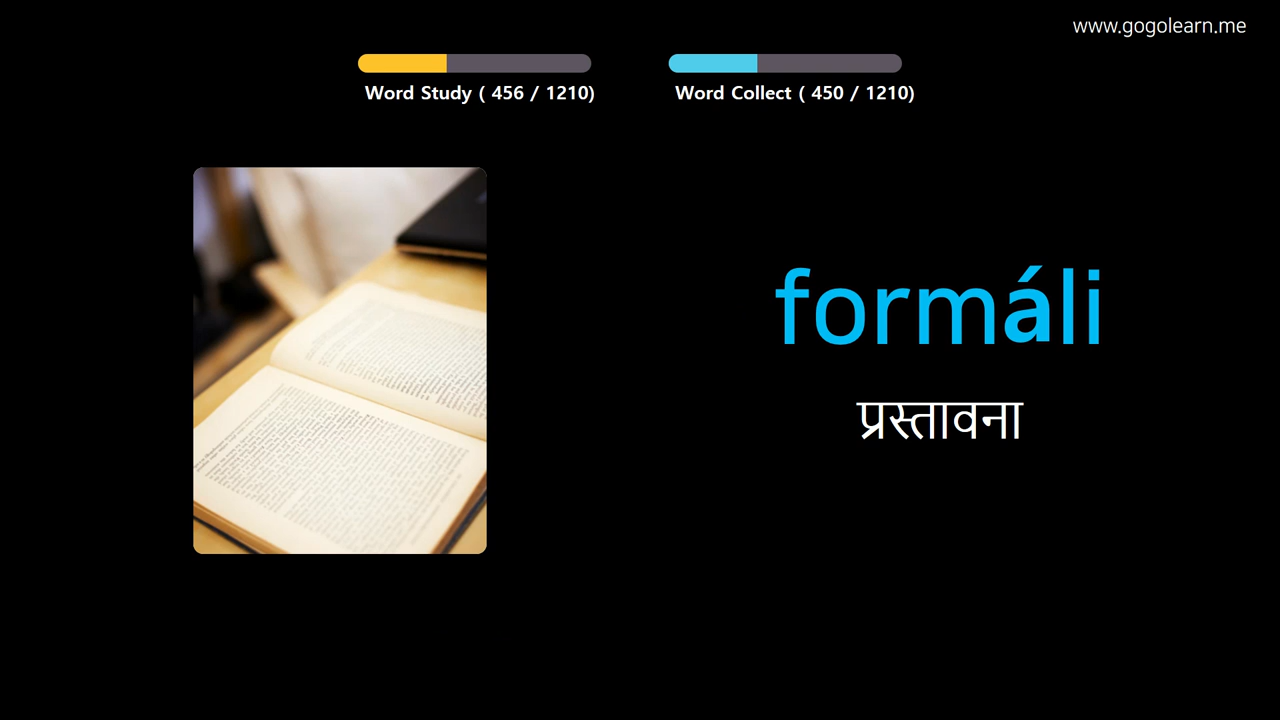 www.gogolearn.me
Word Study ( 456 / 1210)
Word Collect ( 450 / 1210)
formáli
प्रस्तावना